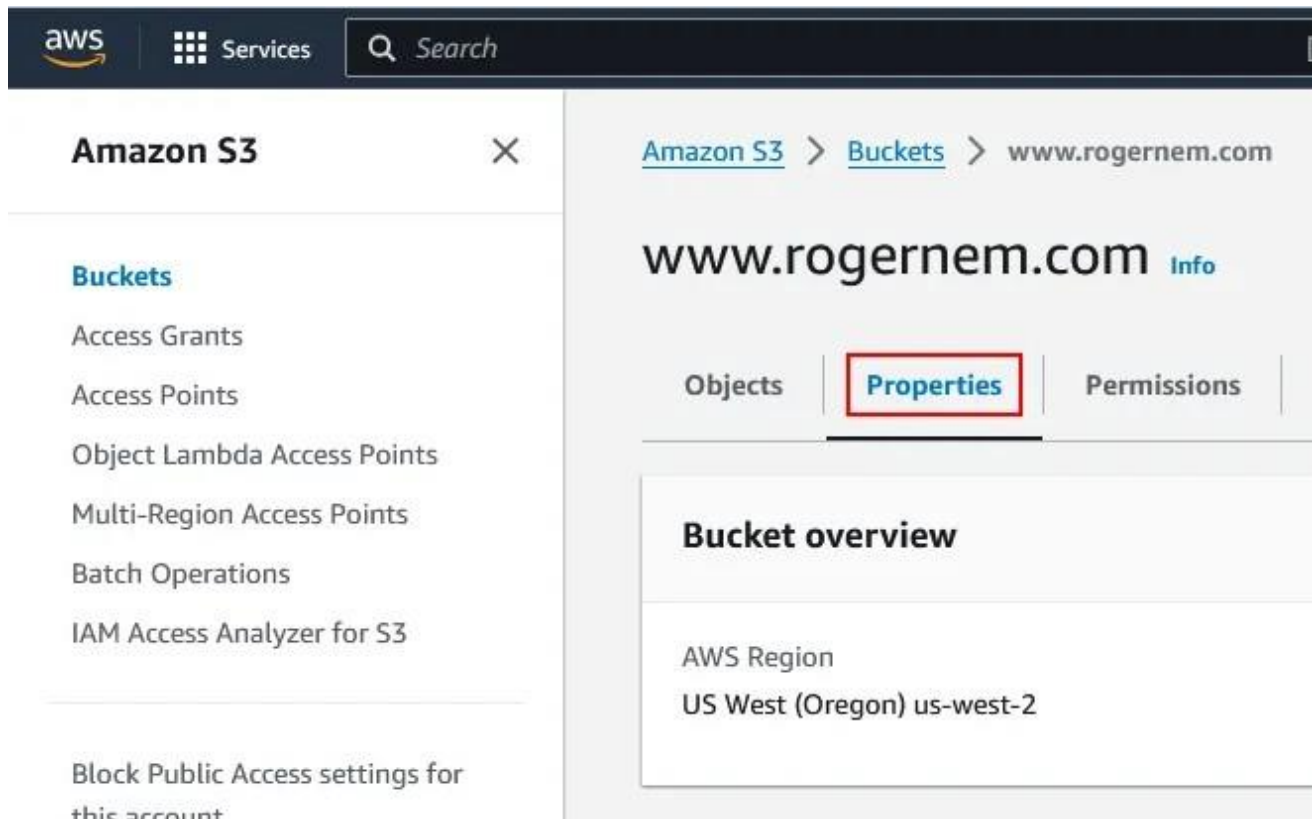 aws Services Search
Amazon S3
Buckets
Access Grants
Access Points
Object Lambda Access Points
Multi-Region Access Points
Batch Operations
IAM Access Analyzer for S3
Block Public Access settings for
this account
Amazon S3 > Buckets > www.rogernem.com
www.rogernem.com Info
Objects Properties Permissions
Bucket overview
AWS Region
US West (Oregon) us-west-2